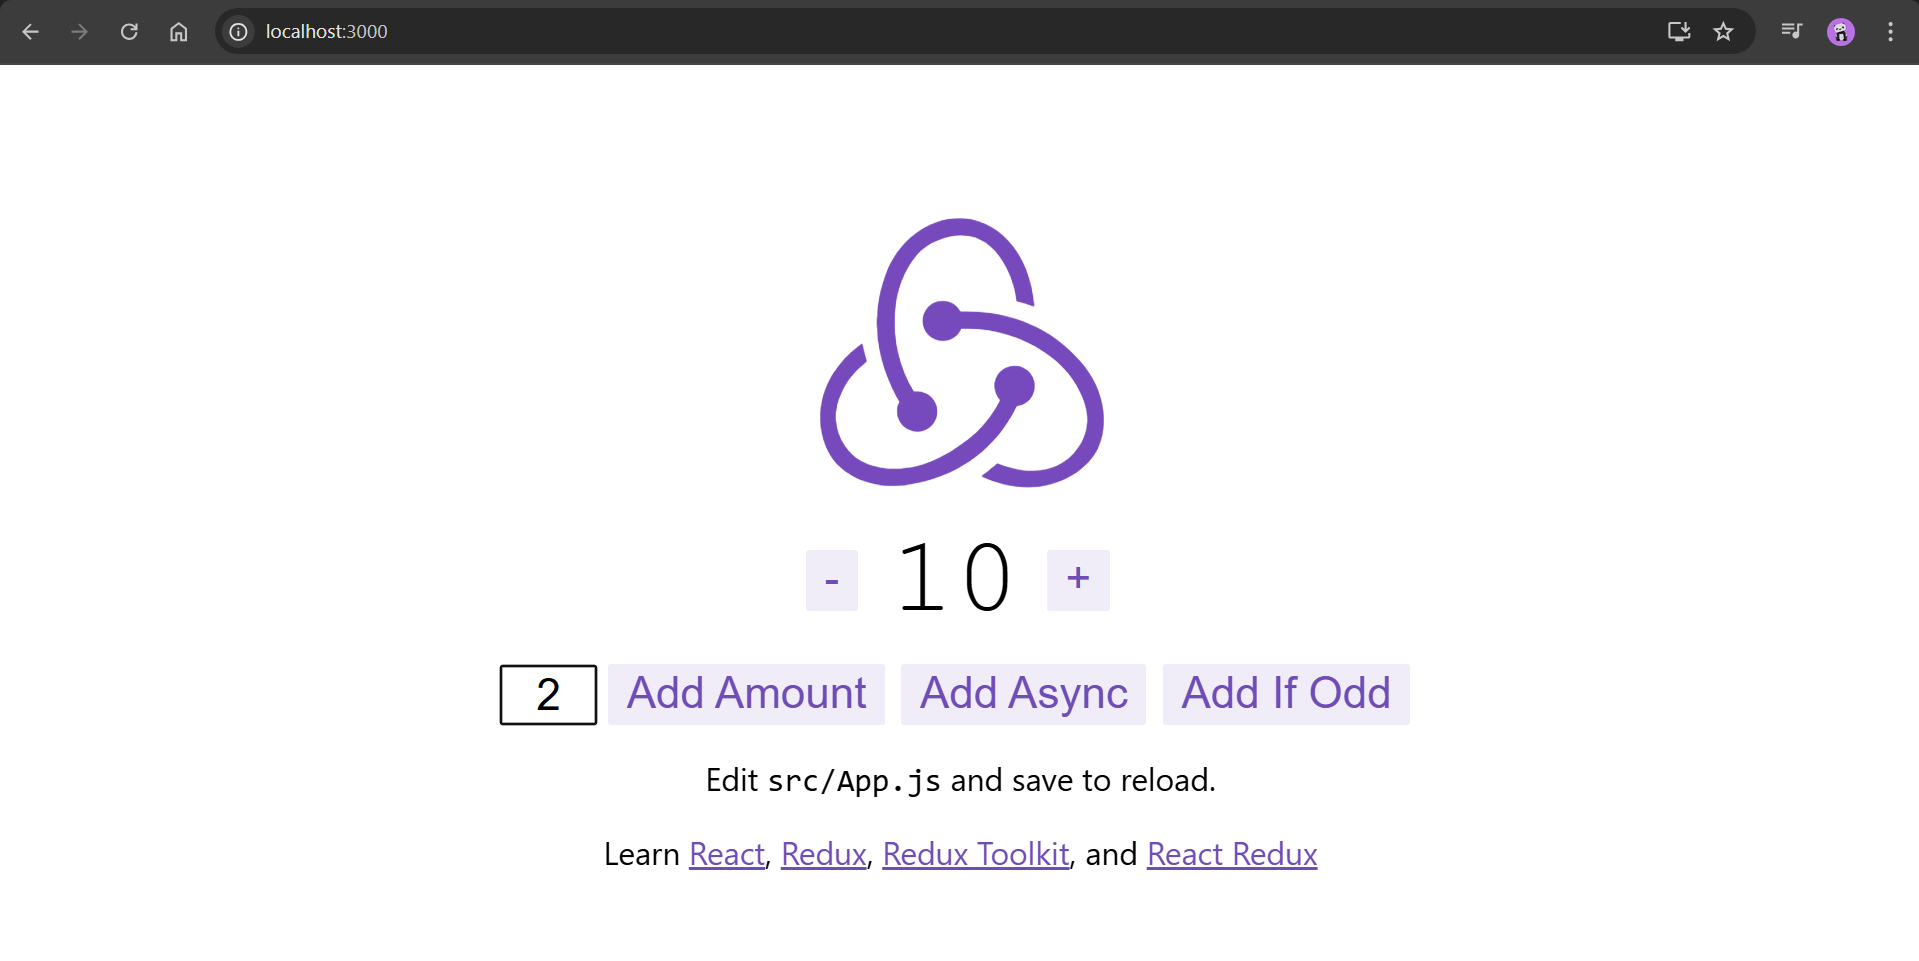 localhost:3000
- 10 +
2 Add Amount Add Async Add If Odd
Edit src/App.js and save to reload.
Learn React, Redux, Redux Toolkit, and React Redux